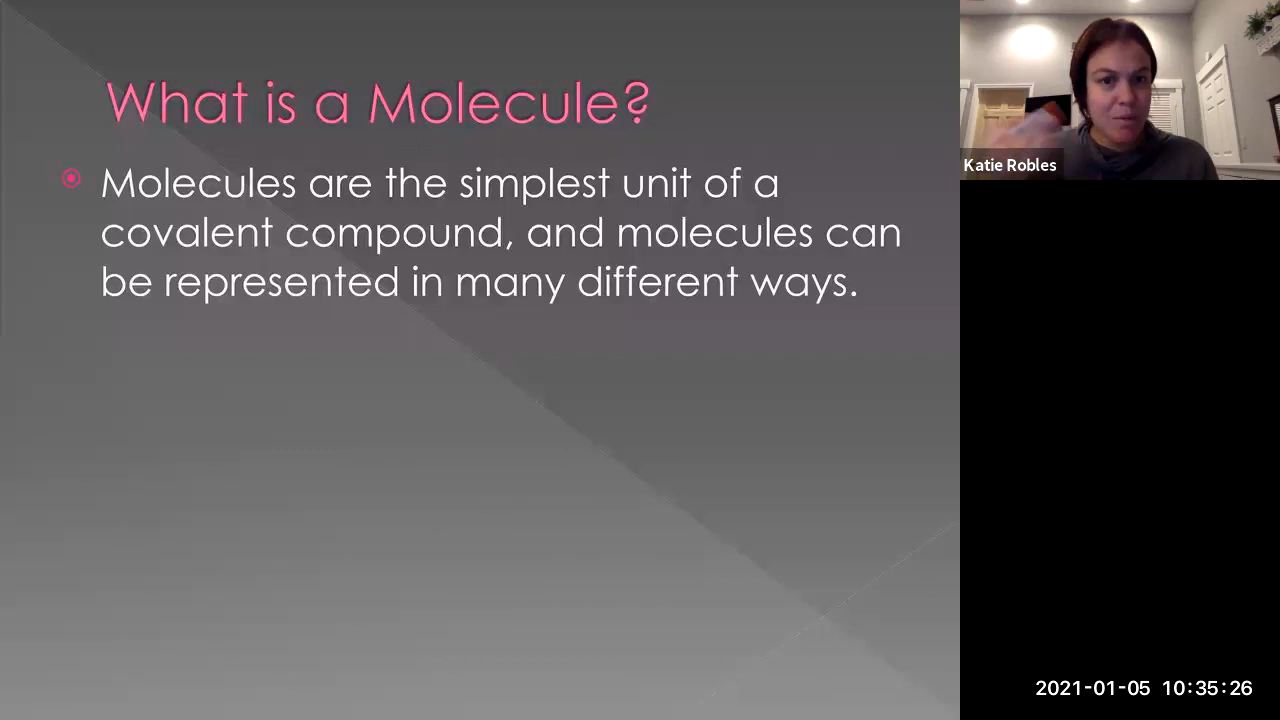 What is a Molecule?
Molecules are the simplest unit of a
covalent compound, and molecules can
be represented in many different ways.
Katie Robles
2021-01-05 10:35:26